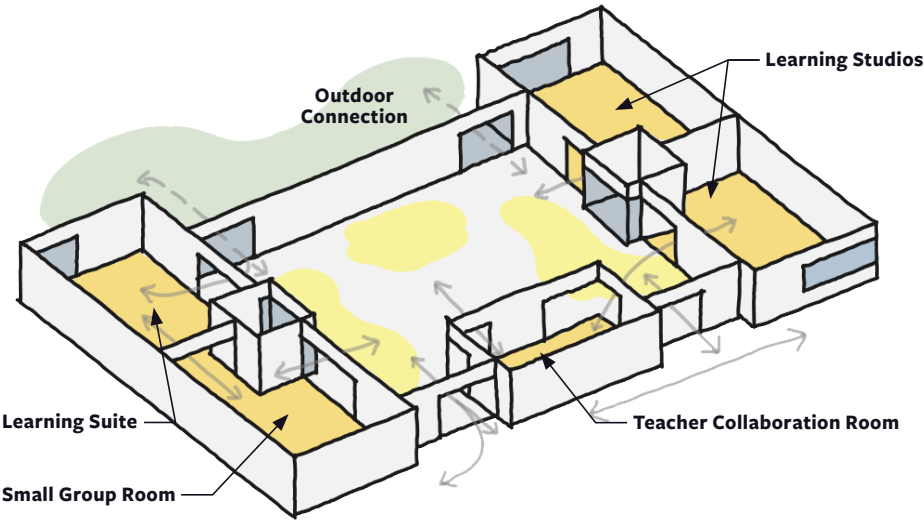 Learning Studios
Outdoor
Connection
Learning Suite
Teacher Collaboration Room
Small Group Room